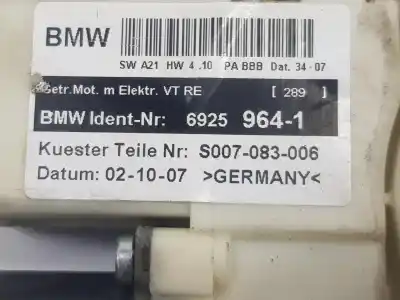 BMW
SW A21 HW 4.10 PA BBB Dat. 34-07
Getr.Mot. m Elektr. VT RE [ 289 ]
BMW Ident-Nr: 6925 964-1
Kuester Teile Nr: S007-083-006
Datum: 02-10-07 >GERMANY<